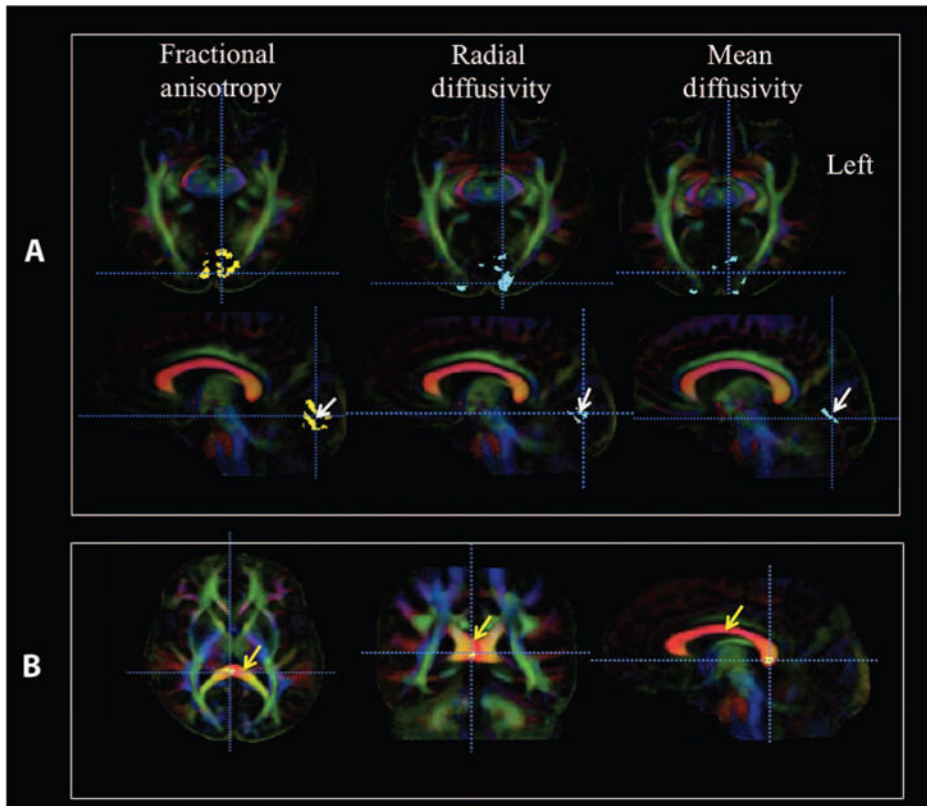 Fractional
anisotropy
Radial
diffusivity
Mean
diffusivity
Left
A
B